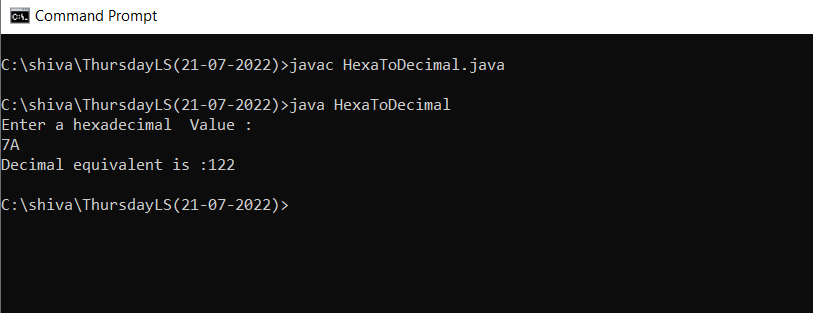 Command Prompt
C:\shiva\ThursdayLS(21-07-2022)>javac HexaToDecimal.java
C:\shiva\ThursdayLS(21-07-2022)>java HexaToDecimal
Enter a hexadecimal  Value :
7A
Decimal equivalent is :122
C:\shiva\ThursdayLS(21-07-2022)>